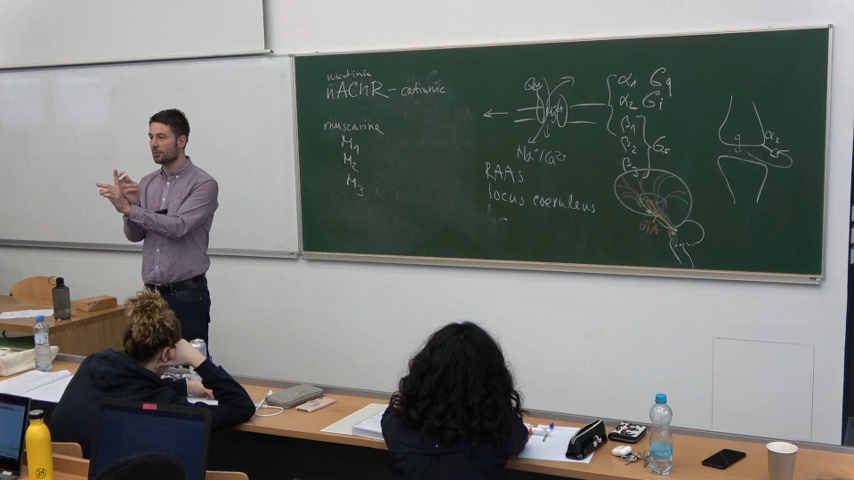 nicotinic
nAChR - cationic
muscarine
M1
M2
M3
Na+/Ca2+
RAAS
locus coeruleus
α1 Gq
α2 Gi
β1
β2 Gs
β3
α2